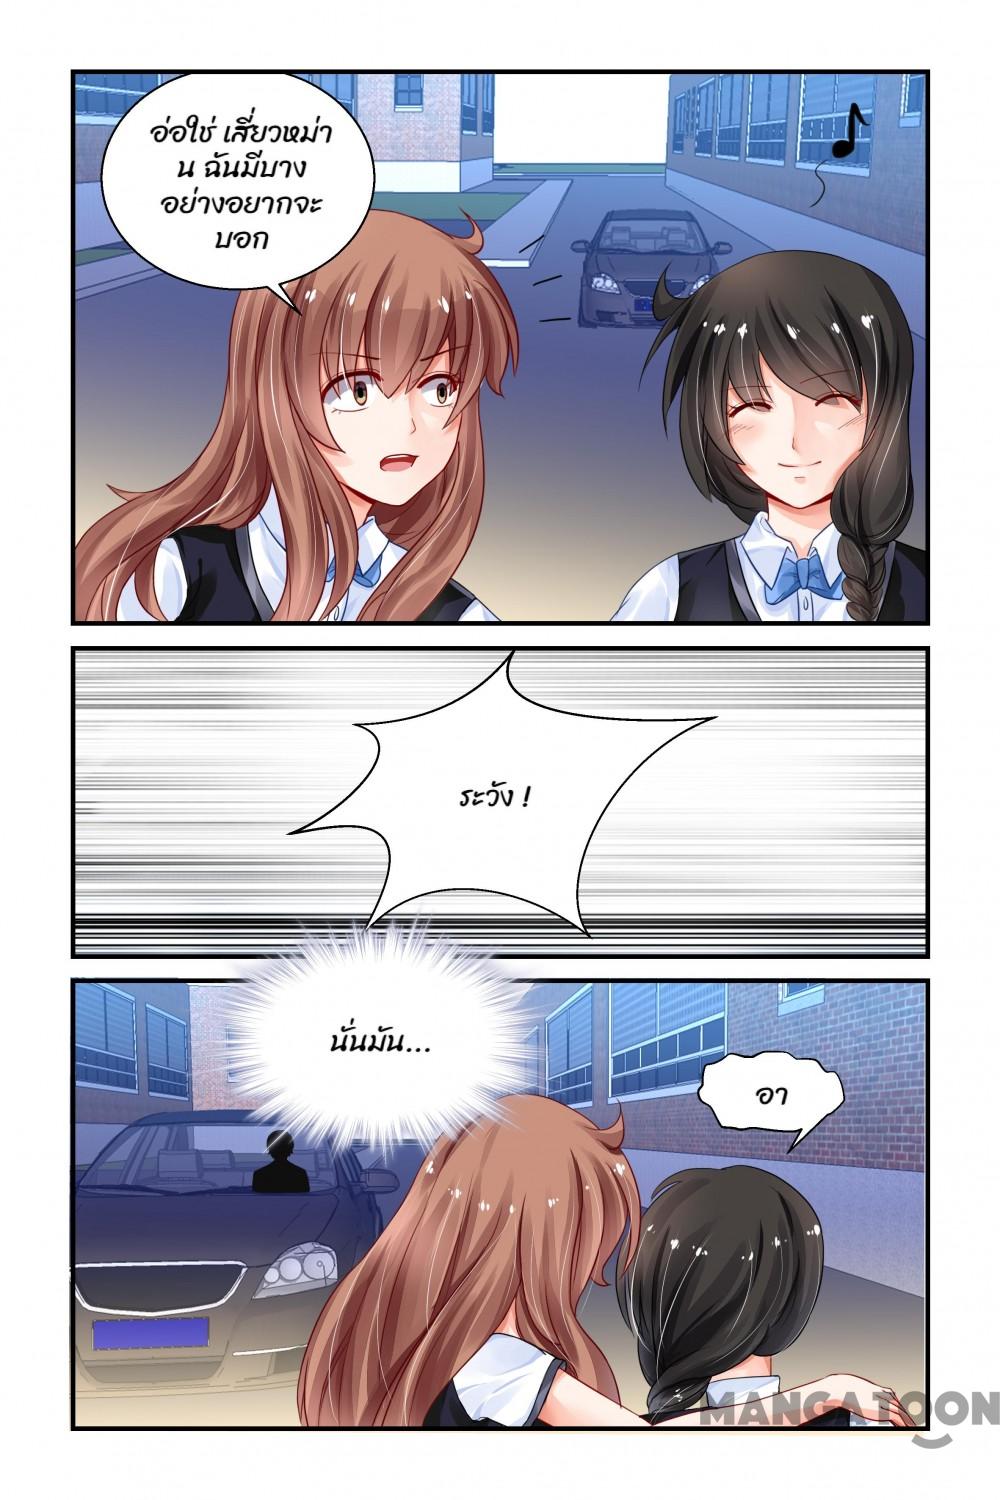 อ่อใช่ เสี่ยวหม่า
น ฉันมีบาง
อย่างอยากจะ
บอก
ระวัง !
นั่นมัน...
อา
MANGATOON